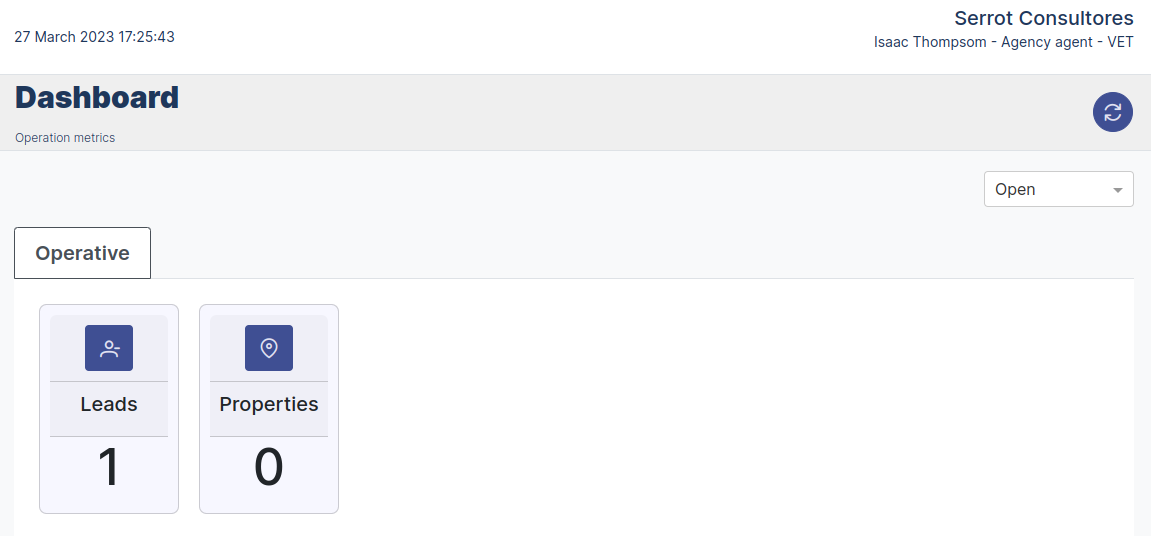 Serrot Consultores
27 March 2023 17:25:43
Isaac Thompsom - Agency agent - VET
Dashboard
Operation metrics
Open
Operative
Leads
Properties
1
0